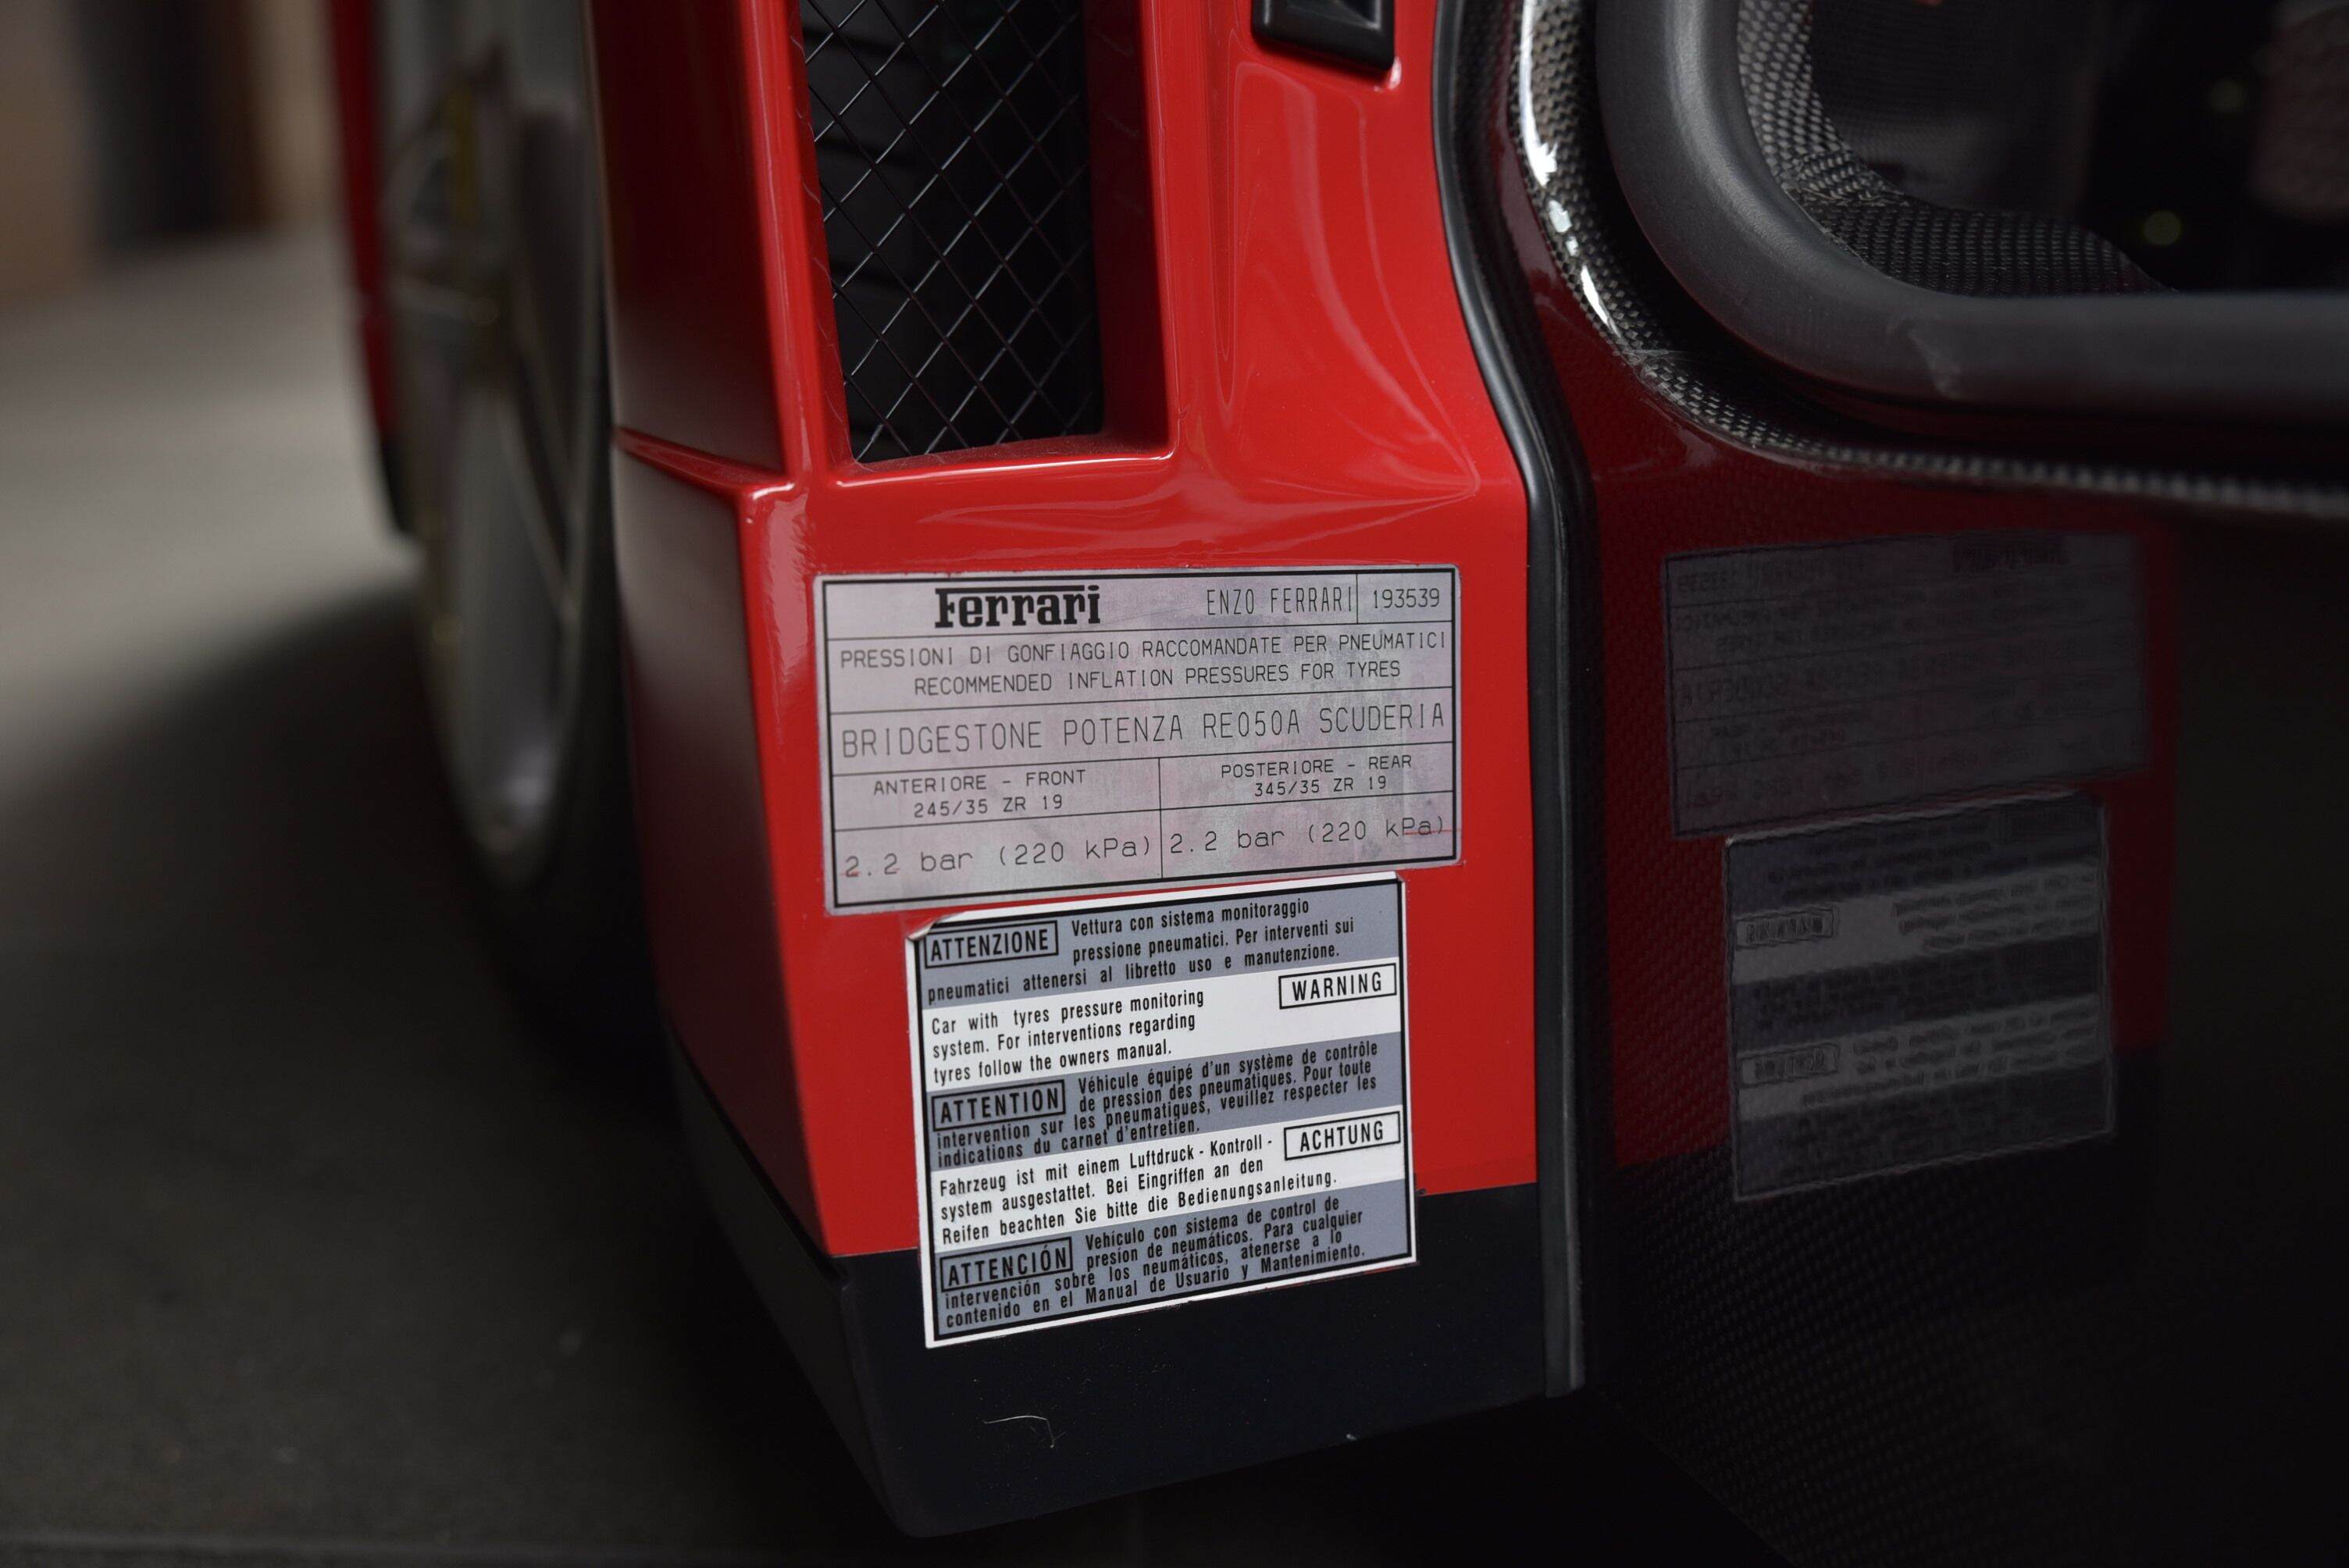 Ferrari ENZO FERRARI 193539
PRESSIONI DI GONFIAGGIO RACCOMANDATE PER PNEUMATICI
RECOMMENDED INFLATION PRESSURES FOR TYRES
BRIDGESTONE POTENZA RE050A SCUDERIA
ANTERIORE - FRONT
245/35 ZR 19
POSTERIORE - REAR
345/35 ZR 19
2.2 bar (220 kPa) 2.2 bar (220 kPa)
ATTENZIONE Vettura con sistema monitoraggio
pressione pneumatici. Per interventi sui
pneumatici attenersi al libretto uso e manutenzione.
WARNING
Car with tyres pressure monitoring
system. For interventions regarding
tyres follow the owners manual.
ATTENTION Véhicule équipé d'un système de contrôle
de pression des pneumatiques. Pour toute
intervention sur les pneumatiques, veuillez respecter les
indications du carnet d'entretien.
ACHTUNG
Fahrzeug ist mit einem Luftdruck - Kontroll -
system ausgestattet. Bei Eingriffen an den
Reifen beachten Sie bitte die Bedienungsanleitung.
ATTENCIÓN Vehículo con sistema de control de
presion de neumáticos. Para cualquier
intervención sobre los neumáticos, atenerse a lo
contenido en el Manual de Usuario y Mantenimiento.